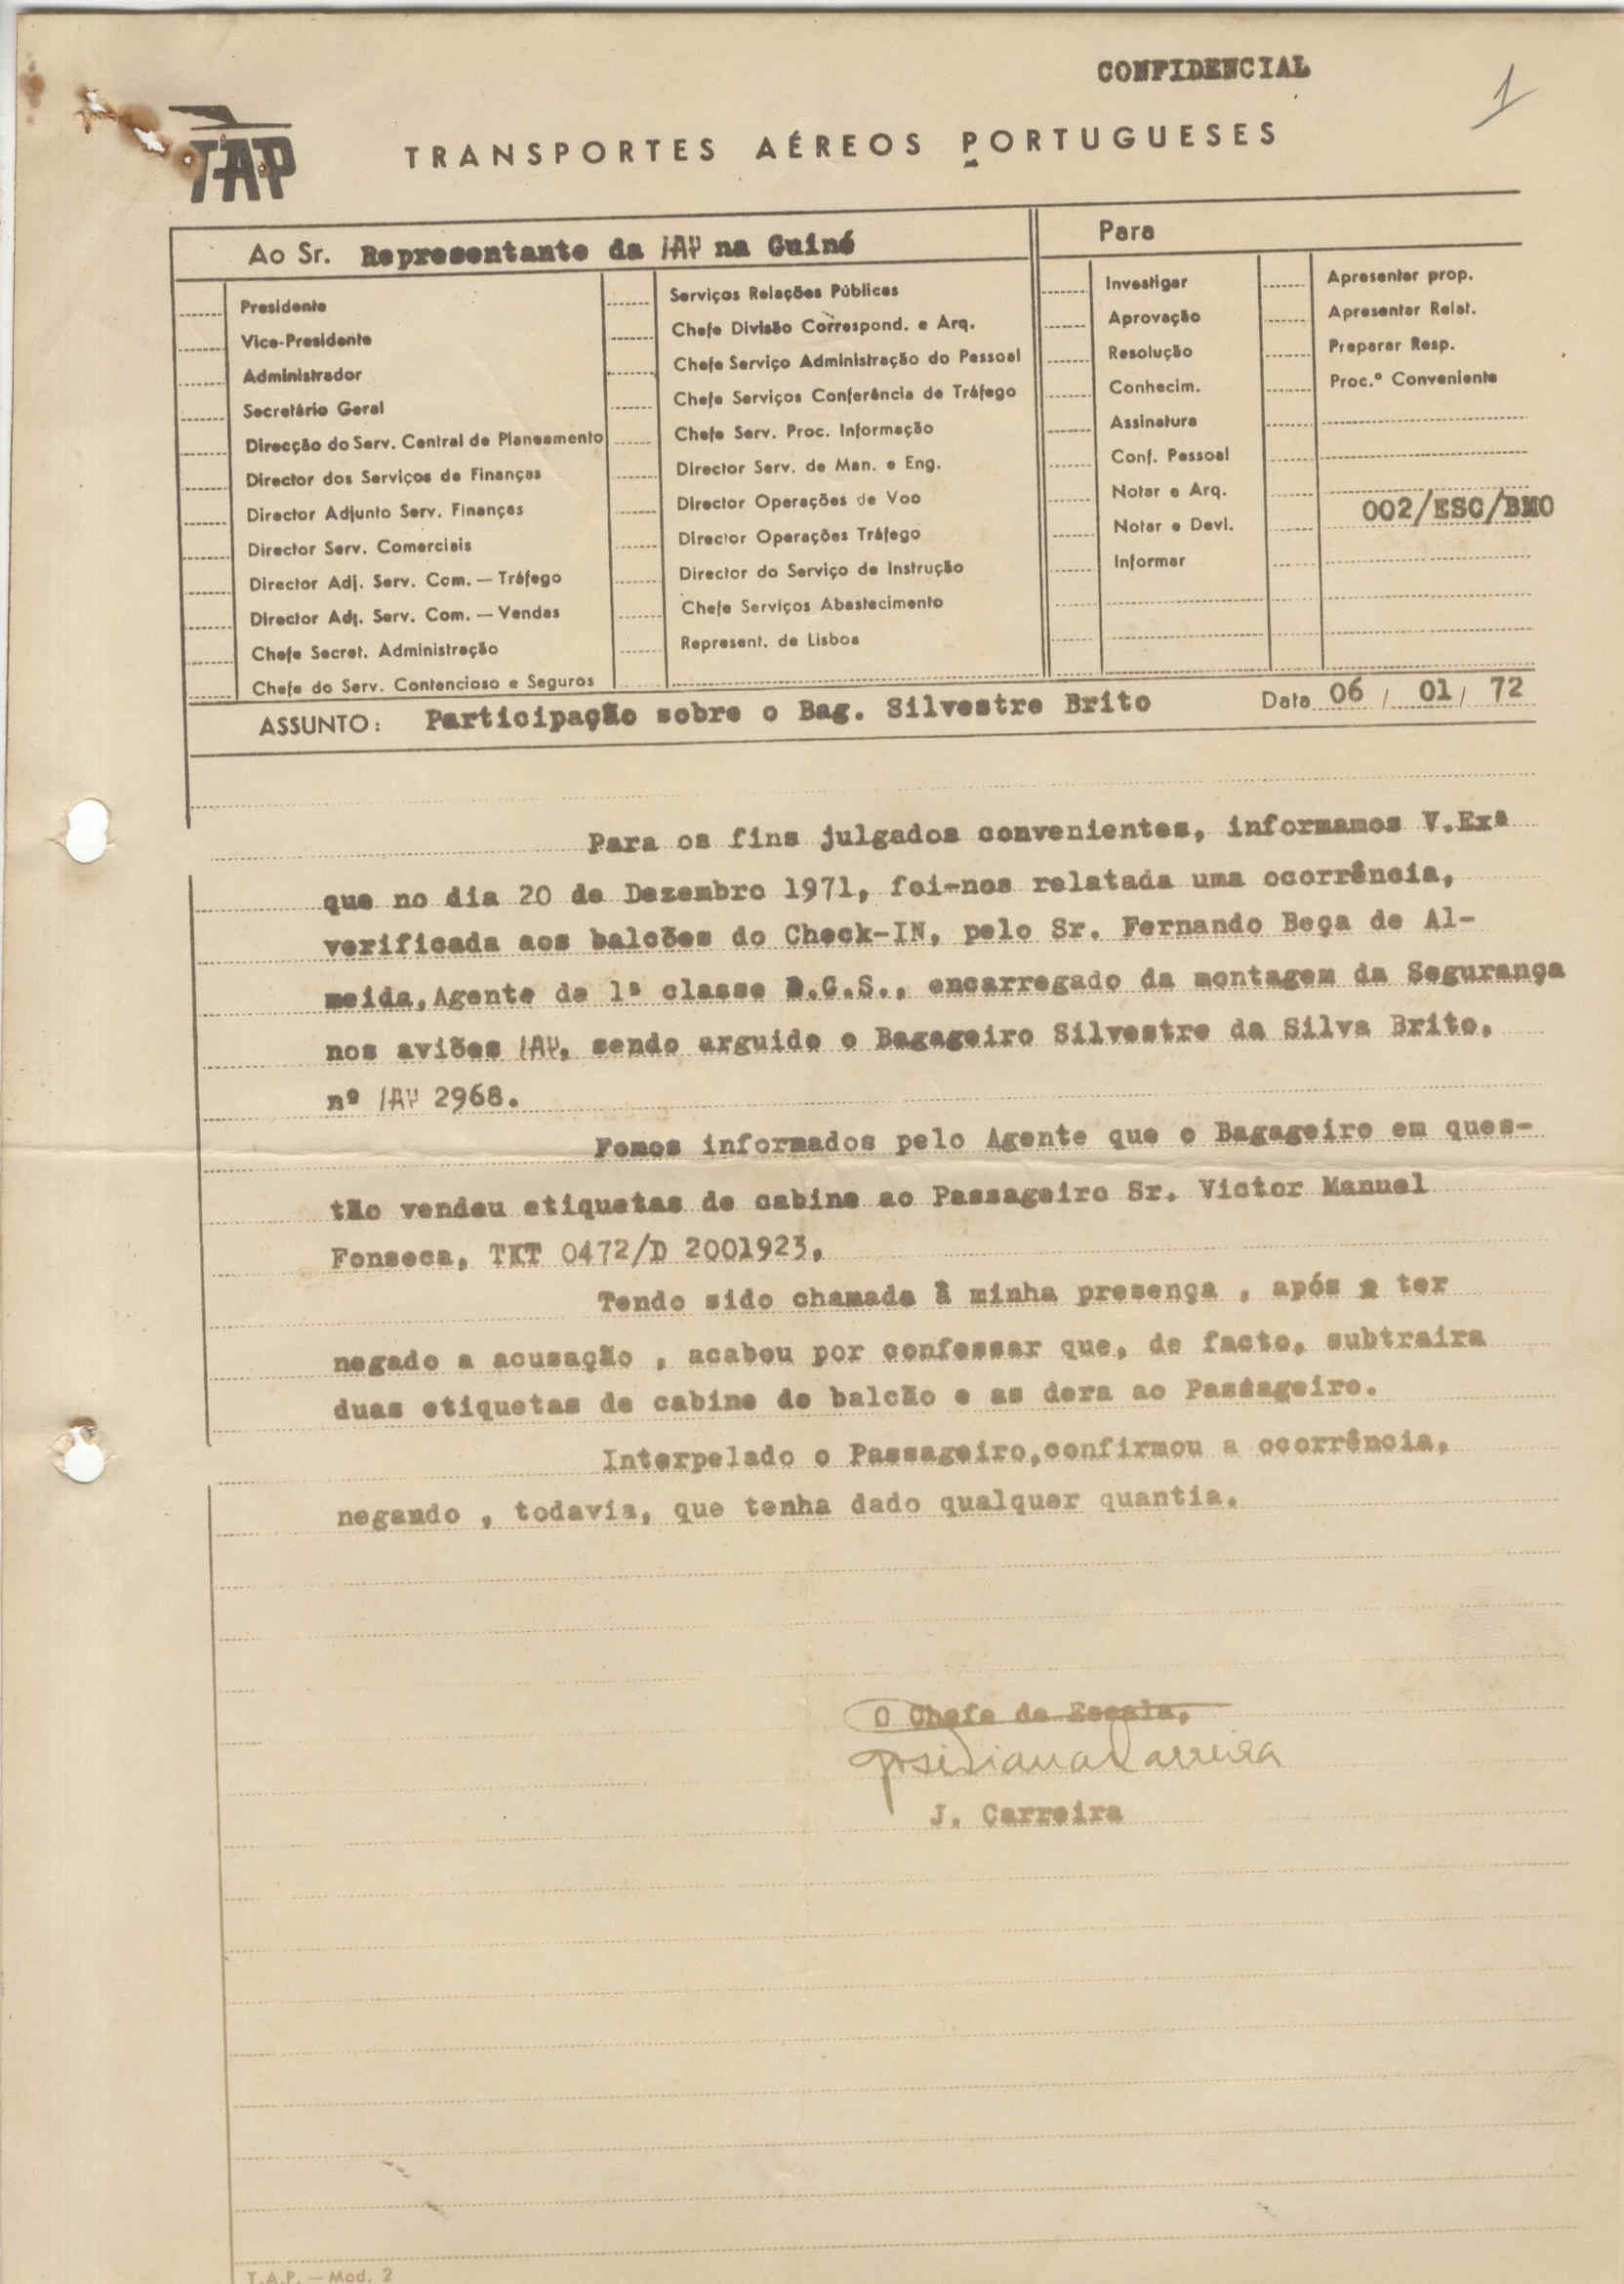 CONFIDENCIAL
1
TAP
TRANSPORTES AÉREOS PORTUGUESES
Ao Sr. Representante da TAP na Guiné
Para
Presidente
Vice-Presidente
Administrador
Secretário Geral
Direcção do Serv. Central de Planeamento
Director dos Serviços de Finanças
Director Adjunto Serv. Finanças
Director Serv. Comerciais
Director Adj. Serv. Com. — Tráfego
Director Adj. Serv. Com. — Vendas
Chefe Secret. Administração
Chefe do Serv. Contencioso e Seguros
Serviços Relações Públicas
Chefe Divisão Correspond. e Arq.
Chefe Serviço Administração do Pessoal
Chefe Serviços Conferência de Tráfego
Chefe Serv. Proc. Informação
Director Serv. de Man. e Eng.
Director Operações de Voo
Director Operações Tráfego
Director do Serviço de Instrução
Chefe Serviços Abastecimento
Represent. de Lisboa
Investigar
Aprovação
Resolução
Conhecim.
Assinatura
Conf. Pessoal
Notar e Arq.
Notar e Devl.
Informar
Apresentar prop.
Apresentar Relat.
Preparar Resp.
Proc.º Conveniente
002/ESC/BMO
ASSUNTO: Participação sobre o Bag. Silvestre Brito
Data 06 / 01 / 72
Para os fins julgados convenientes, informamos V.Exª
que no dia 20 de Dezembro 1971, foi-nos relatada uma ocorrência,
verificada aos balcões do Check-IN, pelo Sr. Fernando Beça de Al-
meida, Agente de 1ª classe D.G.S., encarregado da montagem da Segurança
nos aviões TAP, sendo arguido o Bagageiro Silvestre da Silva Brito,
nº TAP 2968.
Fomos informados pelo Agente que o Bagageiro em ques-
tão vendeu etiquetas de cabine ao Passageiro Sr. Victor Manuel
Fonseca, TKT 0472/D 2001923,
Tendo sido chamado à minha presença , após ter
negado a acusação , acabou por confessar que, de facto, subtraira
duas etiquetas de cabine do balcão e as dera ao Passageiro.
Interpelado o Passageiro,confirmou a ocorrência,
negando , todavia, que tenha dado qualquer quantia.
O Chefe de Escala,
J. Carreira
T.A.P. — Mod. 2